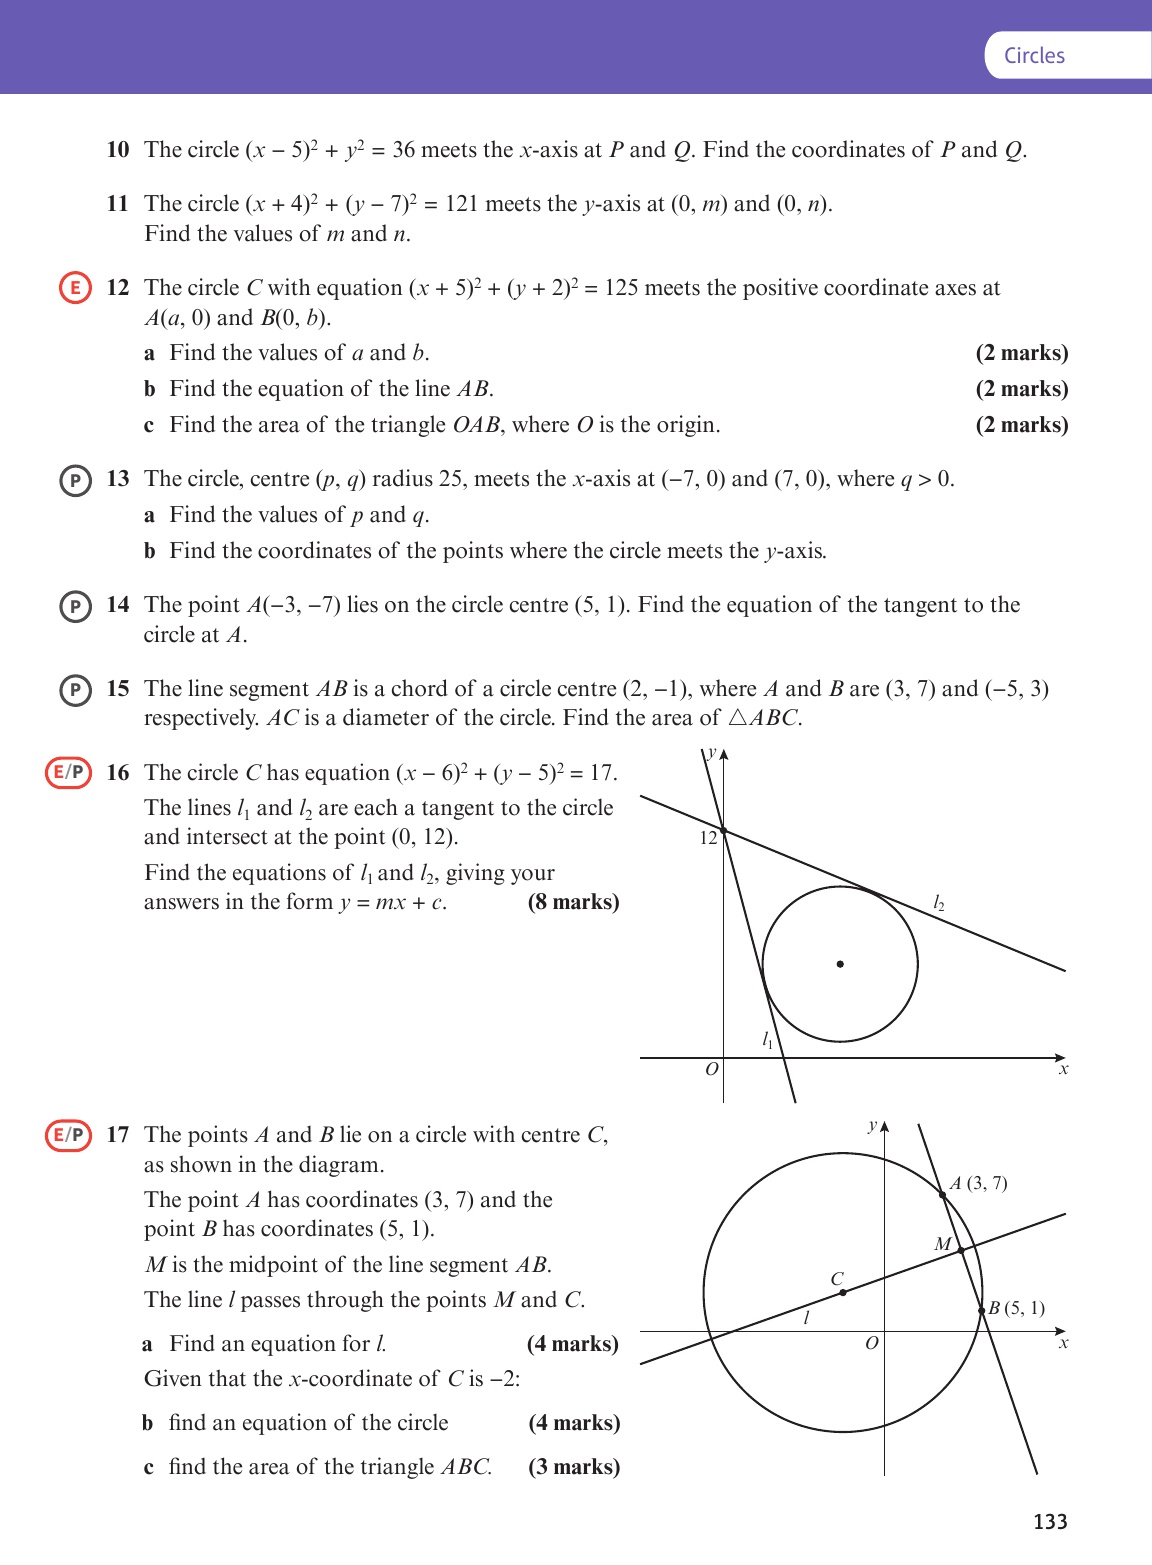 Circles
10 The circle (x − 5)² + y² = 36 meets the x-axis at P and Q. Find the coordinates of P and Q.
11 The circle (x + 4)² + (y − 7)² = 121 meets the y-axis at (0, m) and (0, n).
Find the values of m and n.
E 12 The circle C with equation (x + 5)² + (y + 2)² = 125 meets the positive coordinate axes at
A(a, 0) and B(0, b).
a Find the values of a and b. (2 marks)
b Find the equation of the line AB. (2 marks)
c Find the area of the triangle OAB, where O is the origin. (2 marks)
P 13 The circle, centre (p, q) radius 25, meets the x-axis at (−7, 0) and (7, 0), where q > 0.
a Find the values of p and q.
b Find the coordinates of the points where the circle meets the y-axis.
P 14 The point A(−3, −7) lies on the circle centre (5, 1). Find the equation of the tangent to the
circle at A.
P 15 The line segment AB is a chord of a circle centre (2, −1), where A and B are (3, 7) and (−5, 3)
respectively. AC is a diameter of the circle. Find the area of △ABC.
E/P 16 The circle C has equation (x − 6)² + (y − 5)² = 17.
The lines l₁ and l₂ are each a tangent to the circle
and intersect at the point (0, 12).
Find the equations of l₁ and l₂, giving your
answers in the form y = mx + c. (8 marks)
y
12
l₂
l₁
O
x
E/P 17 The points A and B lie on a circle with centre C,
as shown in the diagram.
The point A has coordinates (3, 7) and the
point B has coordinates (5, 1).
M is the midpoint of the line segment AB.
The line l passes through the points M and C.
a Find an equation for l. (4 marks)
Given that the x-coordinate of C is −2:
b find an equation of the circle (4 marks)
c find the area of the triangle ABC. (3 marks)
y
A (3, 7)
M
C
l
B (5, 1)
O
x
133